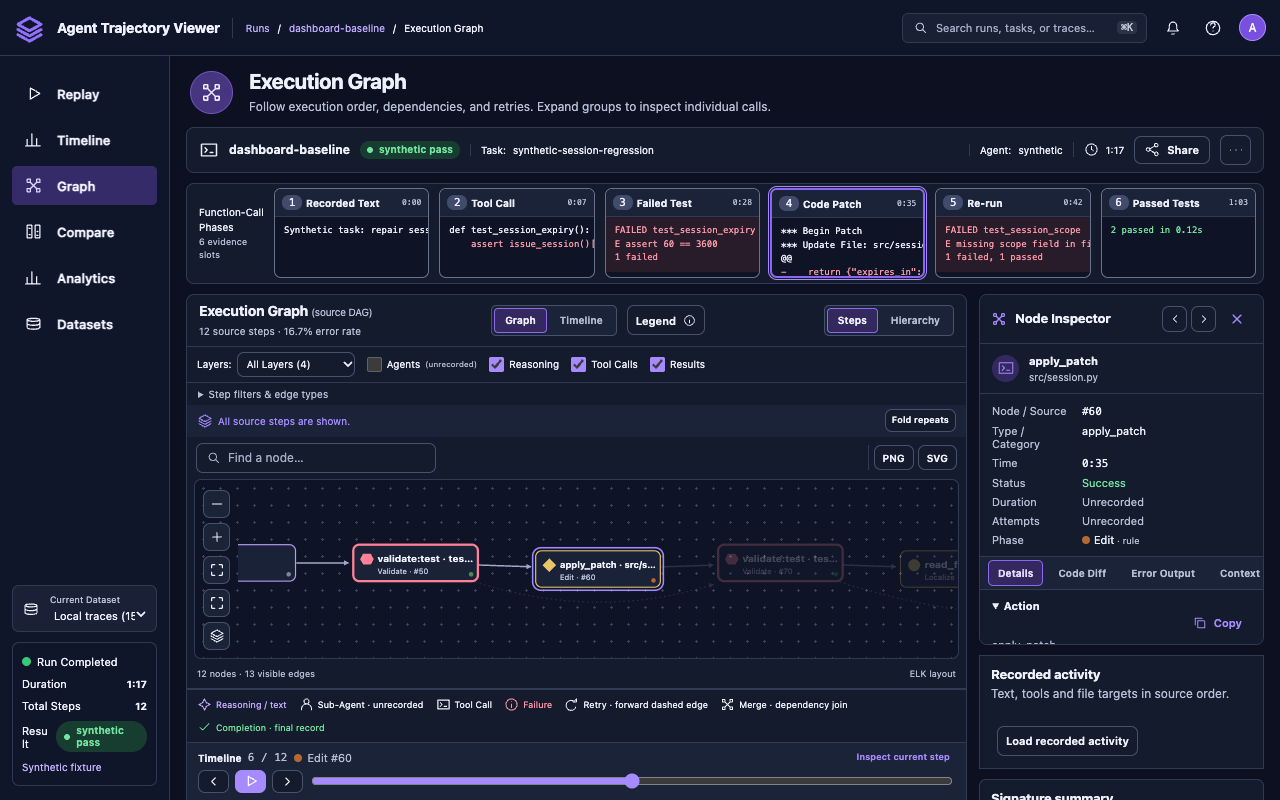 Agent Trajectory Viewer
Runs / dashboard-baseline / Execution Graph
Search runs, tasks, or traces...
⌘K
A
Replay
Timeline
Graph
Compare
Analytics
Datasets
Current Dataset
Local traces (15
Run Completed
Duration 1:17
Total Steps 12
Resu
lt
synthetic
pass
Synthetic fixture
Execution Graph
Follow execution order, dependencies, and retries. Expand groups to inspect individual calls.
dashboard-baseline
synthetic pass
Task: synthetic-session-regression
Agent: synthetic
1:17
Share
...
Function-Call
Phases
6 evidence
slots
1 Recorded Text 0:00
Synthetic task: repair sess
2 Tool Call 0:07
def test_session_expiry():
assert issue_session()[
3 Failed Test 0:28
FAILED test_session_expiry
E assert 60 == 3600
1 failed
4 Code Patch 0:35
*** Begin Patch
*** Update File: src/sessi
@@
- return {"expires_in":
5 Re-run 0:42
FAILED test_session_scope
E missing scope field in fi
1 failed, 1 passed
6 Passed Tests 1:03
2 passed in 0.12s
Execution Graph (source DAG)
12 source steps · 16.7% error rate
Graph
Timeline
Legend
Steps
Hierarchy
Layers:
All Layers (4)
Agents (unrecorded)
Reasoning
Tool Calls
Results
Step filters & edge types
All source steps are shown.
Fold repeats
Find a node...
PNG
SVG
validate:test · tes...
Validate · #50
apply_patch · src/s...
Edit · #60
validate:test · tes...
Validate · #70
read_f
Localize
12 nodes · 13 visible edges
ELK layout
Reasoning / text
Sub-Agent · unrecorded
Tool Call
Failure
Retry · forward dashed edge
Merge · dependency join
Completion · final record
Timeline 6 / 12 Edit #60
Inspect current step
Node Inspector
apply_patch
src/session.py
Node / Source #60
Type /
Category
apply_patch
Time 0:35
Status Success
Duration Unrecorded
Attempts Unrecorded
Phase Edit · rule
Details
Code Diff
Error Output
Context
Action
Copy
apply_patch
Recorded activity
Text, tools and file targets in source order.
Load recorded activity
Signature summary